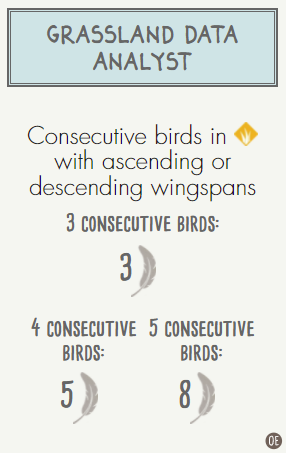 GRASSLAND DATA
ANALYST
Consecutive birds in
with ascending or
descending wingspans
3 CONSECUTIVE BIRDS:
3
4 CONSECUTIVE BIRDS:
5
5 CONSECUTIVE BIRDS:
8
OE